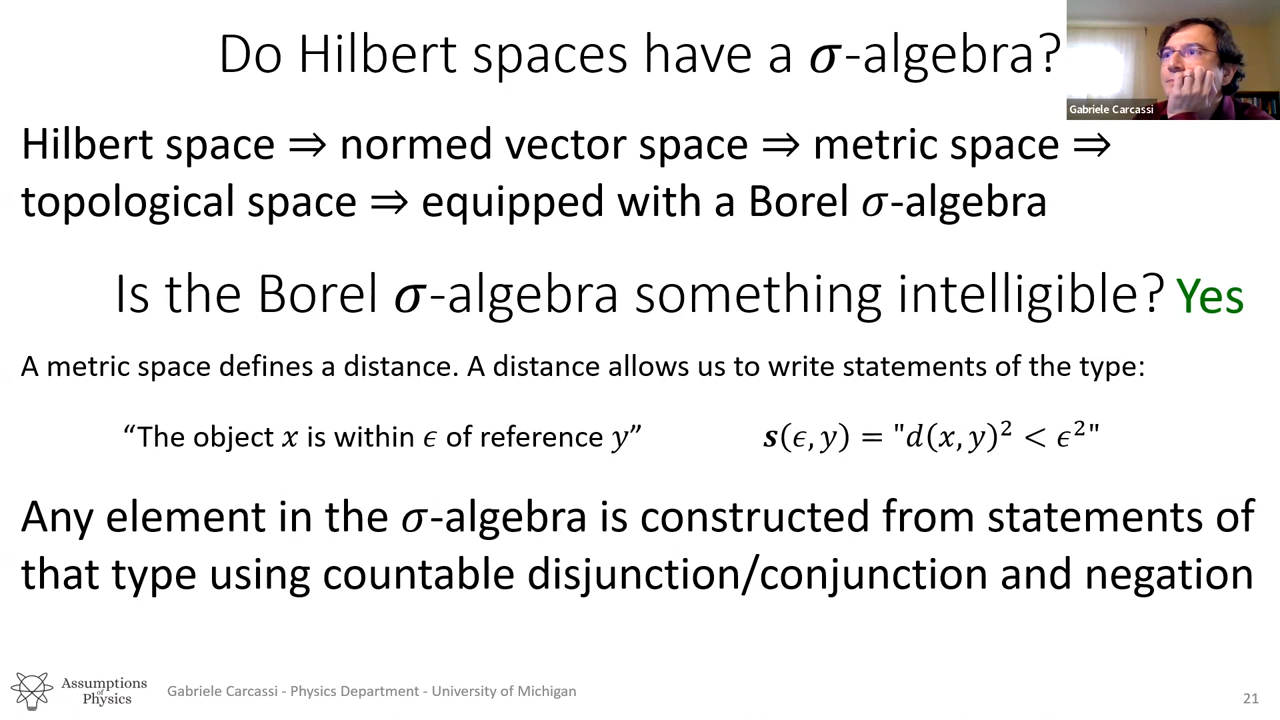 Do Hilbert spaces have a σ-algebra?
Gabriele Carcassi
Hilbert space ⇒ normed vector space ⇒ metric space ⇒
topological space ⇒ equipped with a Borel σ-algebra
Is the Borel σ-algebra something intelligible? Yes
A metric space defines a distance. A distance allows us to write statements of the type:
“The object x is within ϵ of reference y” s(ϵ, y) = "d(x, y)² < ϵ²"
Any element in the σ-algebra is constructed from statements of
that type using countable disjunction/conjunction and negation
Assumptions
of
Physics
Gabriele Carcassi - Physics Department - University of Michigan
21